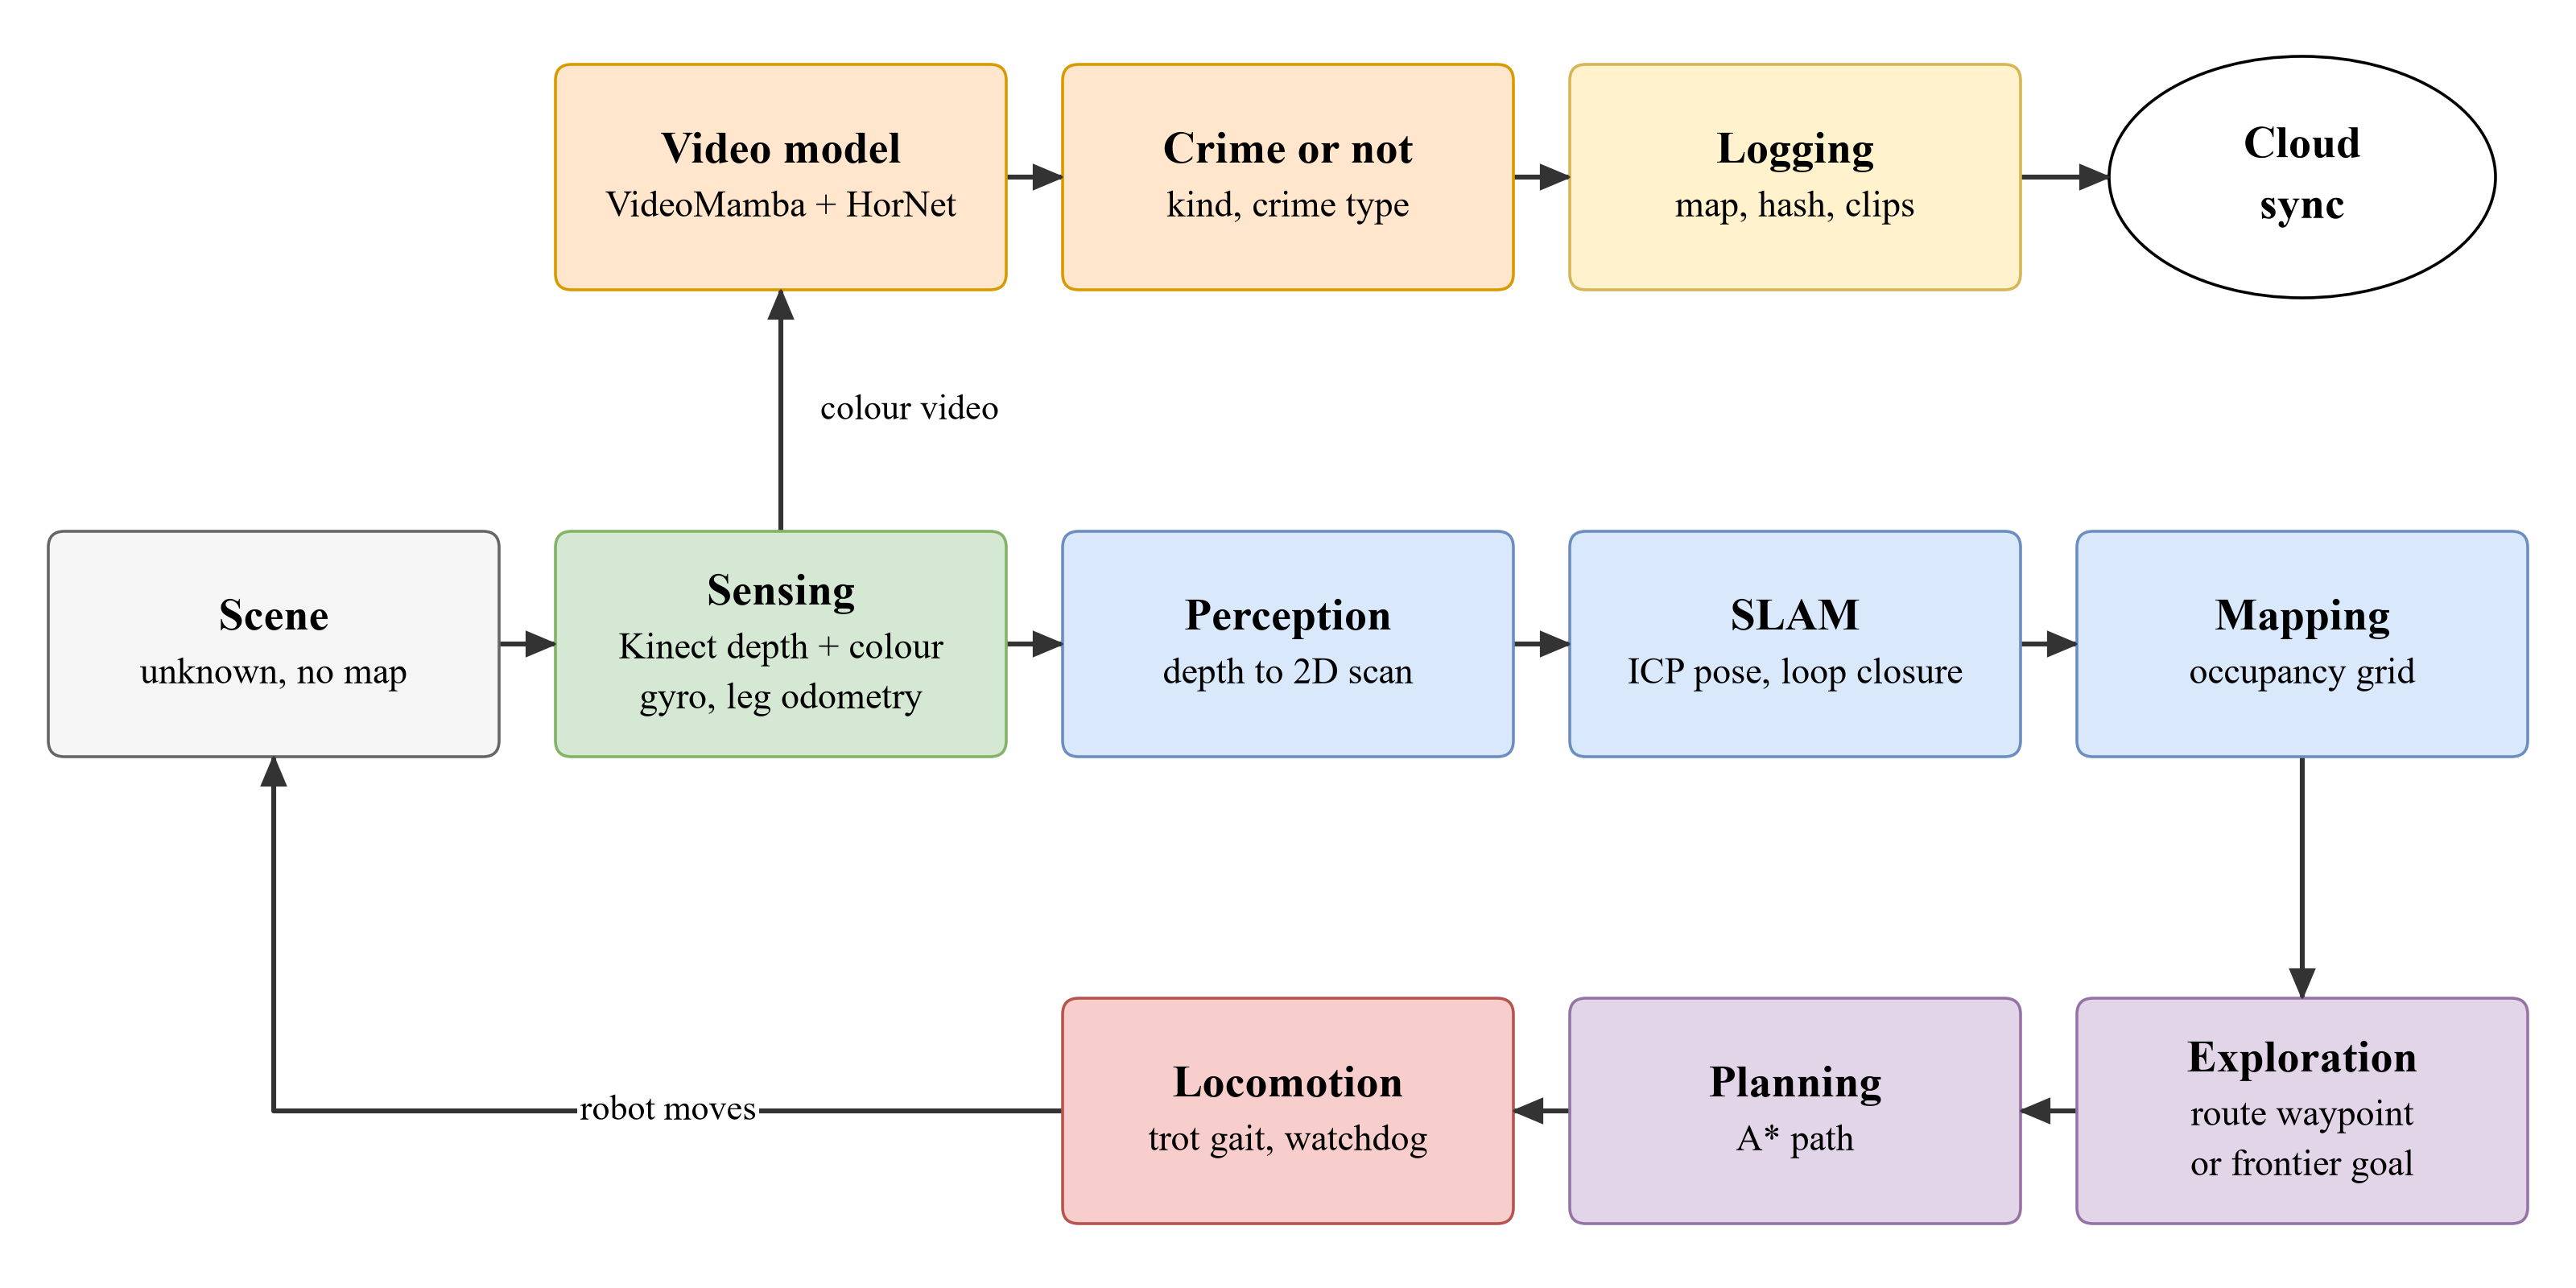 Video model
VideoMamba + HorNet
Crime or not
kind, crime type
Logging
map, hash, clips
Cloud
sync
colour video
Scene
unknown, no map
Sensing
Kinect depth + colour
gyro, leg odometry
Perception
depth to 2D scan
SLAM
ICP pose, loop closure
Mapping
occupancy grid
robot moves
Locomotion
trot gait, watchdog
Planning
A* path
Exploration
route waypoint
or frontier goal